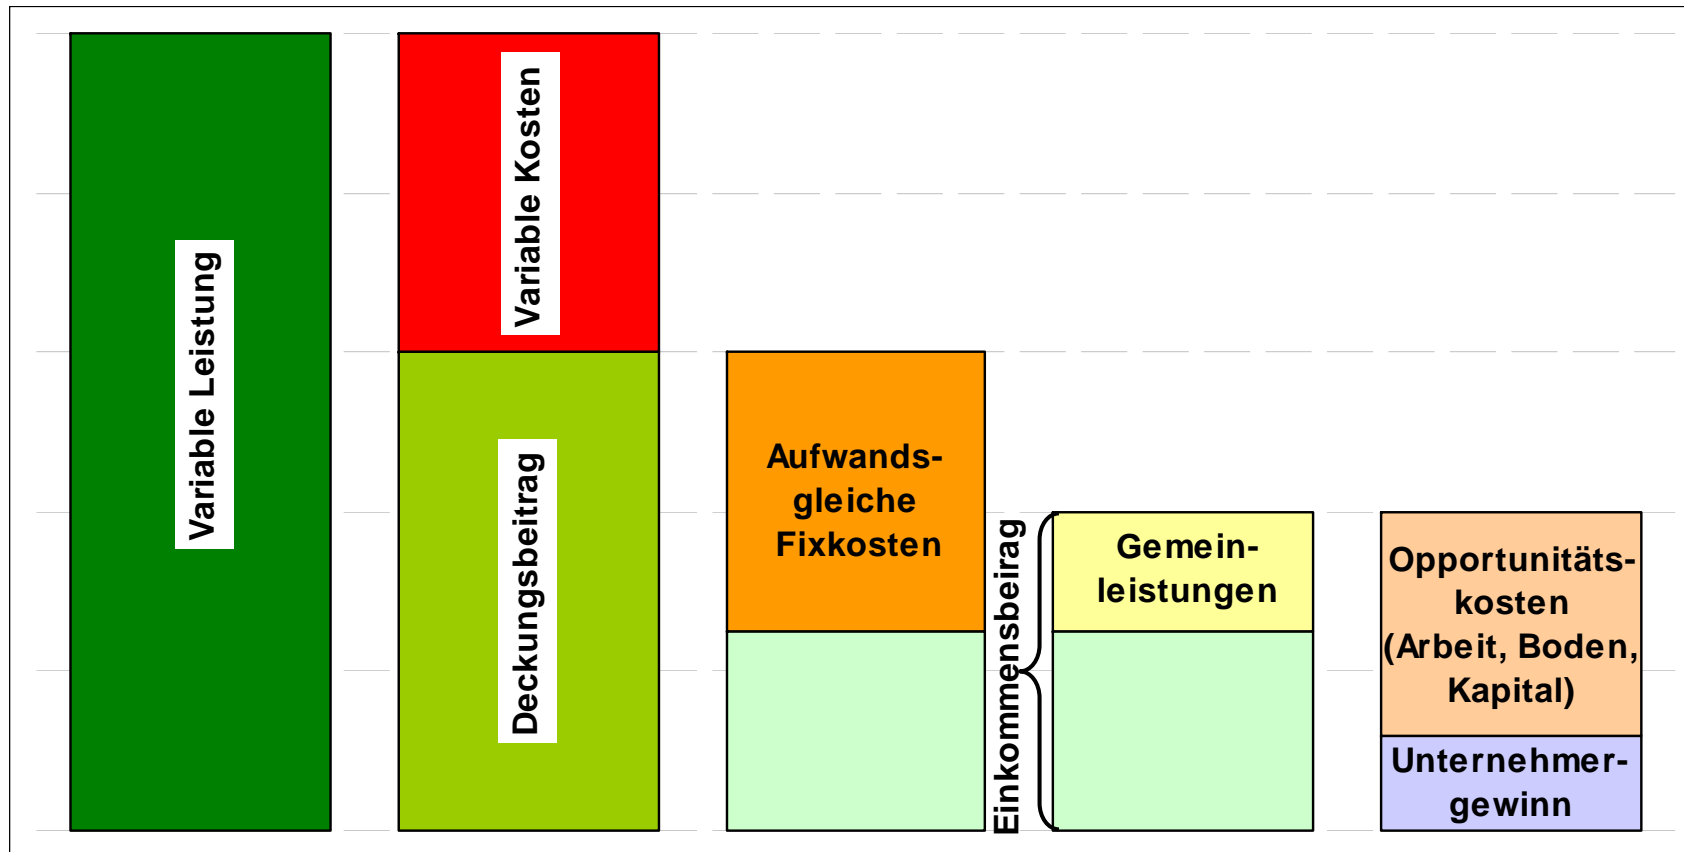 Variable Leistung
Variable Kosten
Deckungsbeitrag
Aufwands-
gleiche
Fixkosten
Einkommensbeirag
Gemein-
leistungen
Opportunitäts-
kosten
(Arbeit, Boden,
Kapital)
Unternehmer-
gewinn